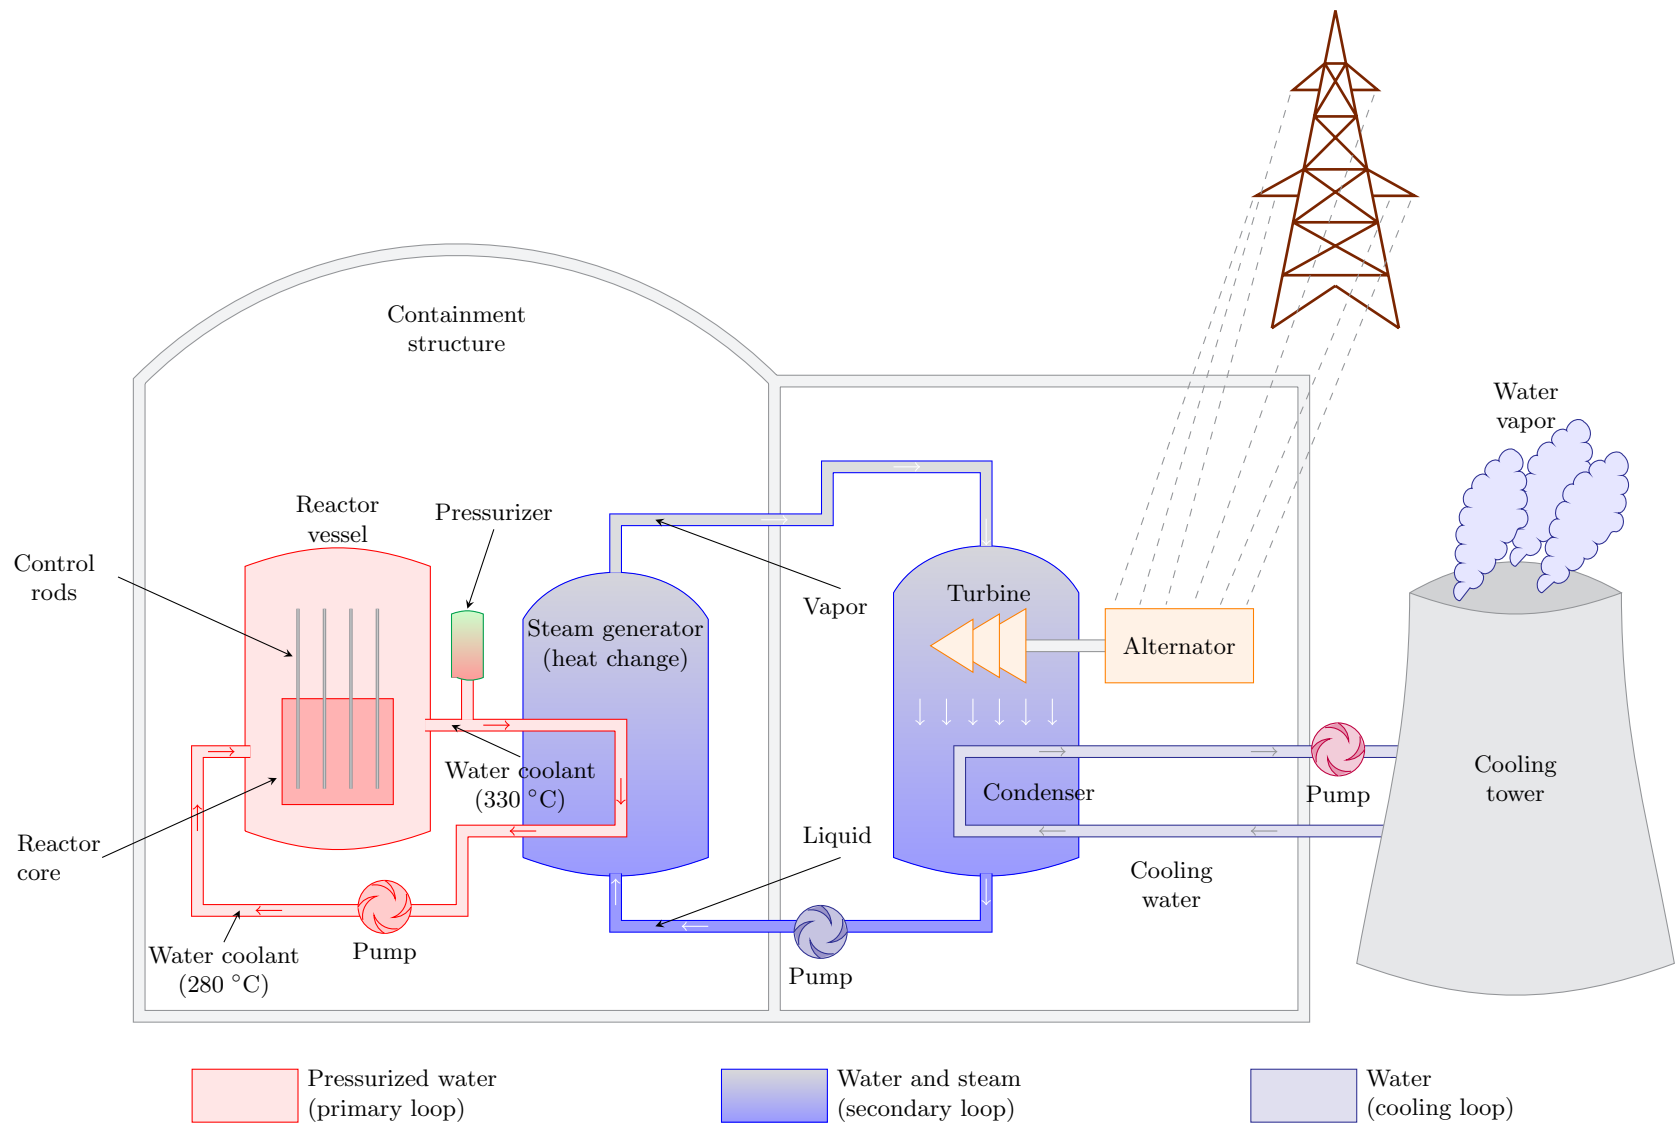 Containment
structure
Water
vapor
Reactor
vessel
Pressurizer
Control
rods
Vapor
Turbine
Steam generator
(heat change)
Alternator
Water coolant
(330 °C)
Condenser
Pump
Cooling
tower
Liquid
Reactor
core
Cooling
water
Water coolant
(280 °C)
Pump
Pump
Pressurized water
(primary loop)
Water and steam
(secondary loop)
Water
(cooling loop)